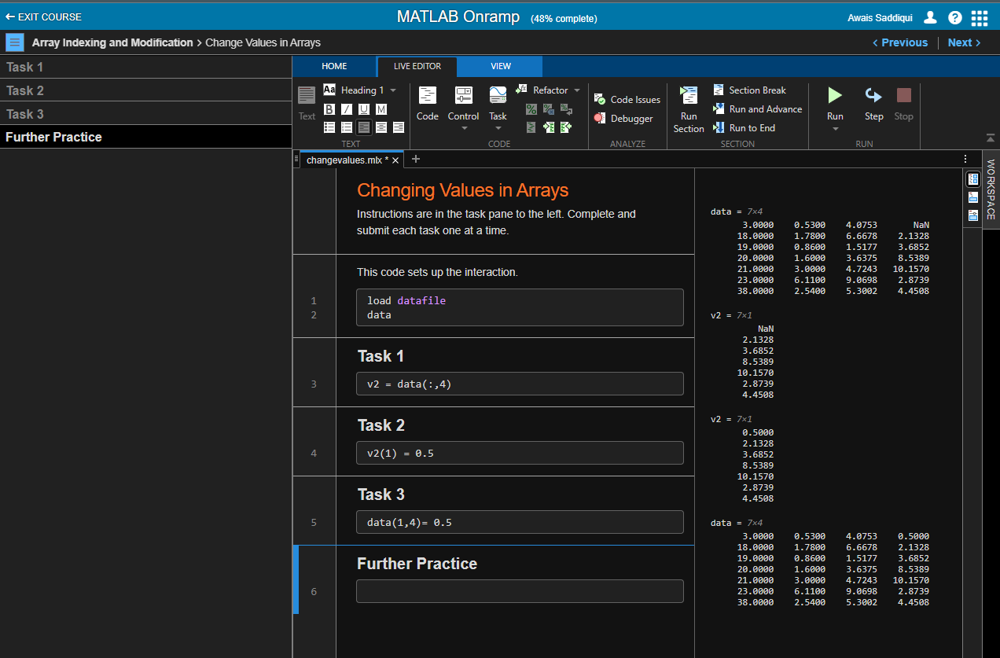 ← EXIT COURSE
MATLAB Onramp (48% complete)
Awais Saddiqui
Array Indexing and Modification > Change Values in Arrays
< Previous | Next >
Task 1
Task 2
Task 3
Further Practice
HOME LIVE EDITOR VIEW
Text
Aa Heading 1
B I U M
TEXT
Code
Control
Task
Refactor
CODE
Code Issues
Debugger
ANALYZE
Run
Section
Section Break
Run and Advance
Run to End
SECTION
Run
Step
Stop
RUN
changevalues.mlx * × +
WORKSPACE
Changing Values in Arrays
Instructions are in the task pane to the left. Complete and
submit each task one at a time.
This code sets up the interaction.
1 load datafile
2 data
Task 1
3 v2 = data(:,4)
Task 2
4 v2(1) = 0.5
Task 3
5 data(1,4)= 0.5
Further Practice
6
data = 7×4
3.0000 0.5300 4.0753 NaN
18.0000 1.7800 6.6678 2.1328
19.0000 0.8600 1.5177 3.6852
20.0000 1.6000 3.6375 8.5389
21.0000 3.0000 4.7243 10.1570
23.0000 6.1100 9.0698 2.8739
38.0000 2.5400 5.3002 4.4508
v2 = 7×1
NaN
2.1328
3.6852
8.5389
10.1570
2.8739
4.4508
v2 = 7×1
0.5000
2.1328
3.6852
8.5389
10.1570
2.8739
4.4508
data = 7×4
3.0000 0.5300 4.0753 0.5000
18.0000 1.7800 6.6678 2.1328
19.0000 0.8600 1.5177 3.6852
20.0000 1.6000 3.6375 8.5389
21.0000 3.0000 4.7243 10.1570
23.0000 6.1100 9.0698 2.8739
38.0000 2.5400 5.3002 4.4508